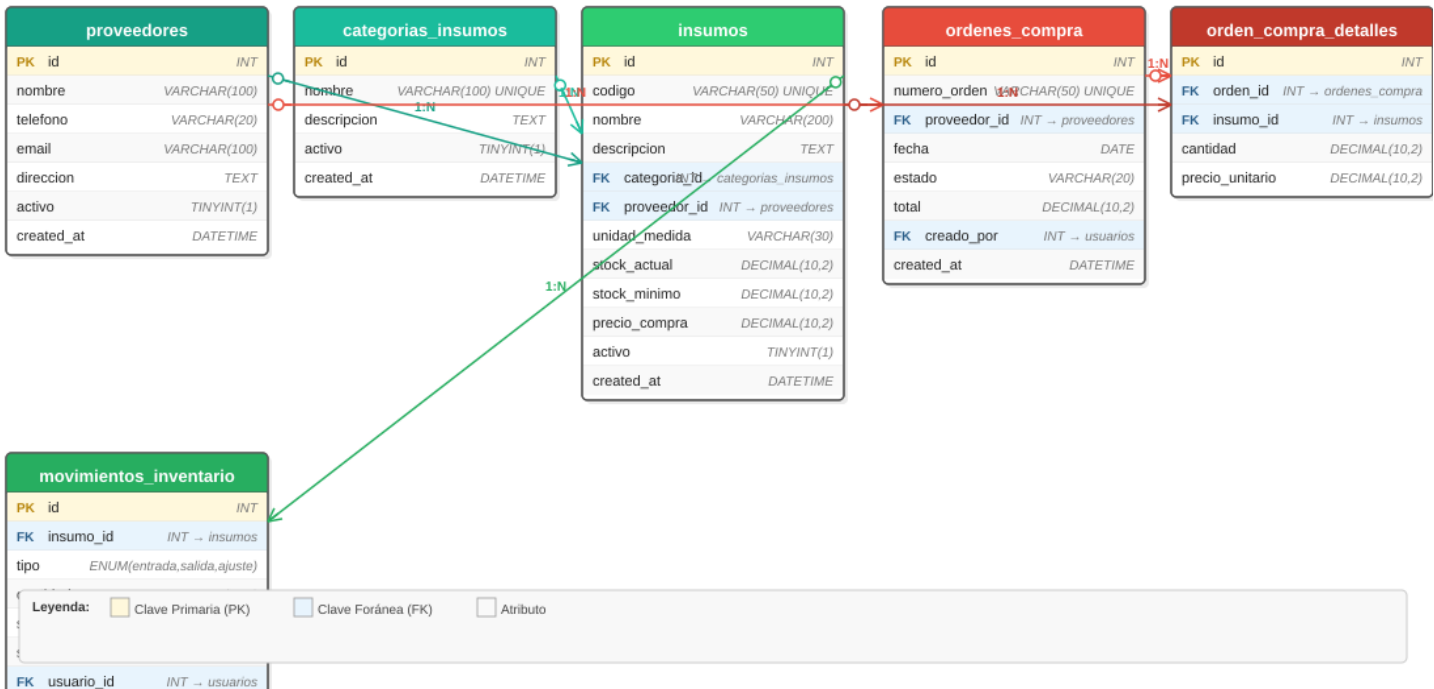 proveedores
PK id INT
nombre VARCHAR(100)
telefono VARCHAR(20)
email VARCHAR(100)
direccion TEXT
activo TINYINT(1)
created_at DATETIME
categorias_insumos
PK id INT
nombre VARCHAR(100) UNIQUE
descripcion TEXT
activo TINYINT(1)
created_at DATETIME
insumos
PK id INT
codigo VARCHAR(50) UNIQUE
nombre VARCHAR(200)
descripcion TEXT
FK categoria_id INT → categorias_insumos
FK proveedor_id INT → proveedores
unidad_medida VARCHAR(30)
stock_actual DECIMAL(10,2)
stock_minimo DECIMAL(10,2)
precio_compra DECIMAL(10,2)
activo TINYINT(1)
created_at DATETIME
ordenes_compra
PK id INT
numero_orden VARCHAR(50) UNIQUE
FK proveedor_id INT → proveedores
fecha DATE
estado VARCHAR(20)
total DECIMAL(10,2)
FK creado_por INT → usuarios
created_at DATETIME
orden_compra_detalles
PK id INT
FK orden_id INT → ordenes_compra
FK insumo_id INT → insumos
cantidad DECIMAL(10,2)
precio_unitario DECIMAL(10,2)
1:N
1:N
1:N
1:N
1:N
movimientos_inventario
PK id INT
FK insumo_id INT → insumos
tipo ENUM(entrada,salida,ajuste)
FK usuario_id INT → usuarios
Leyenda: Clave Primaria (PK) Clave Foránea (FK) Atributo